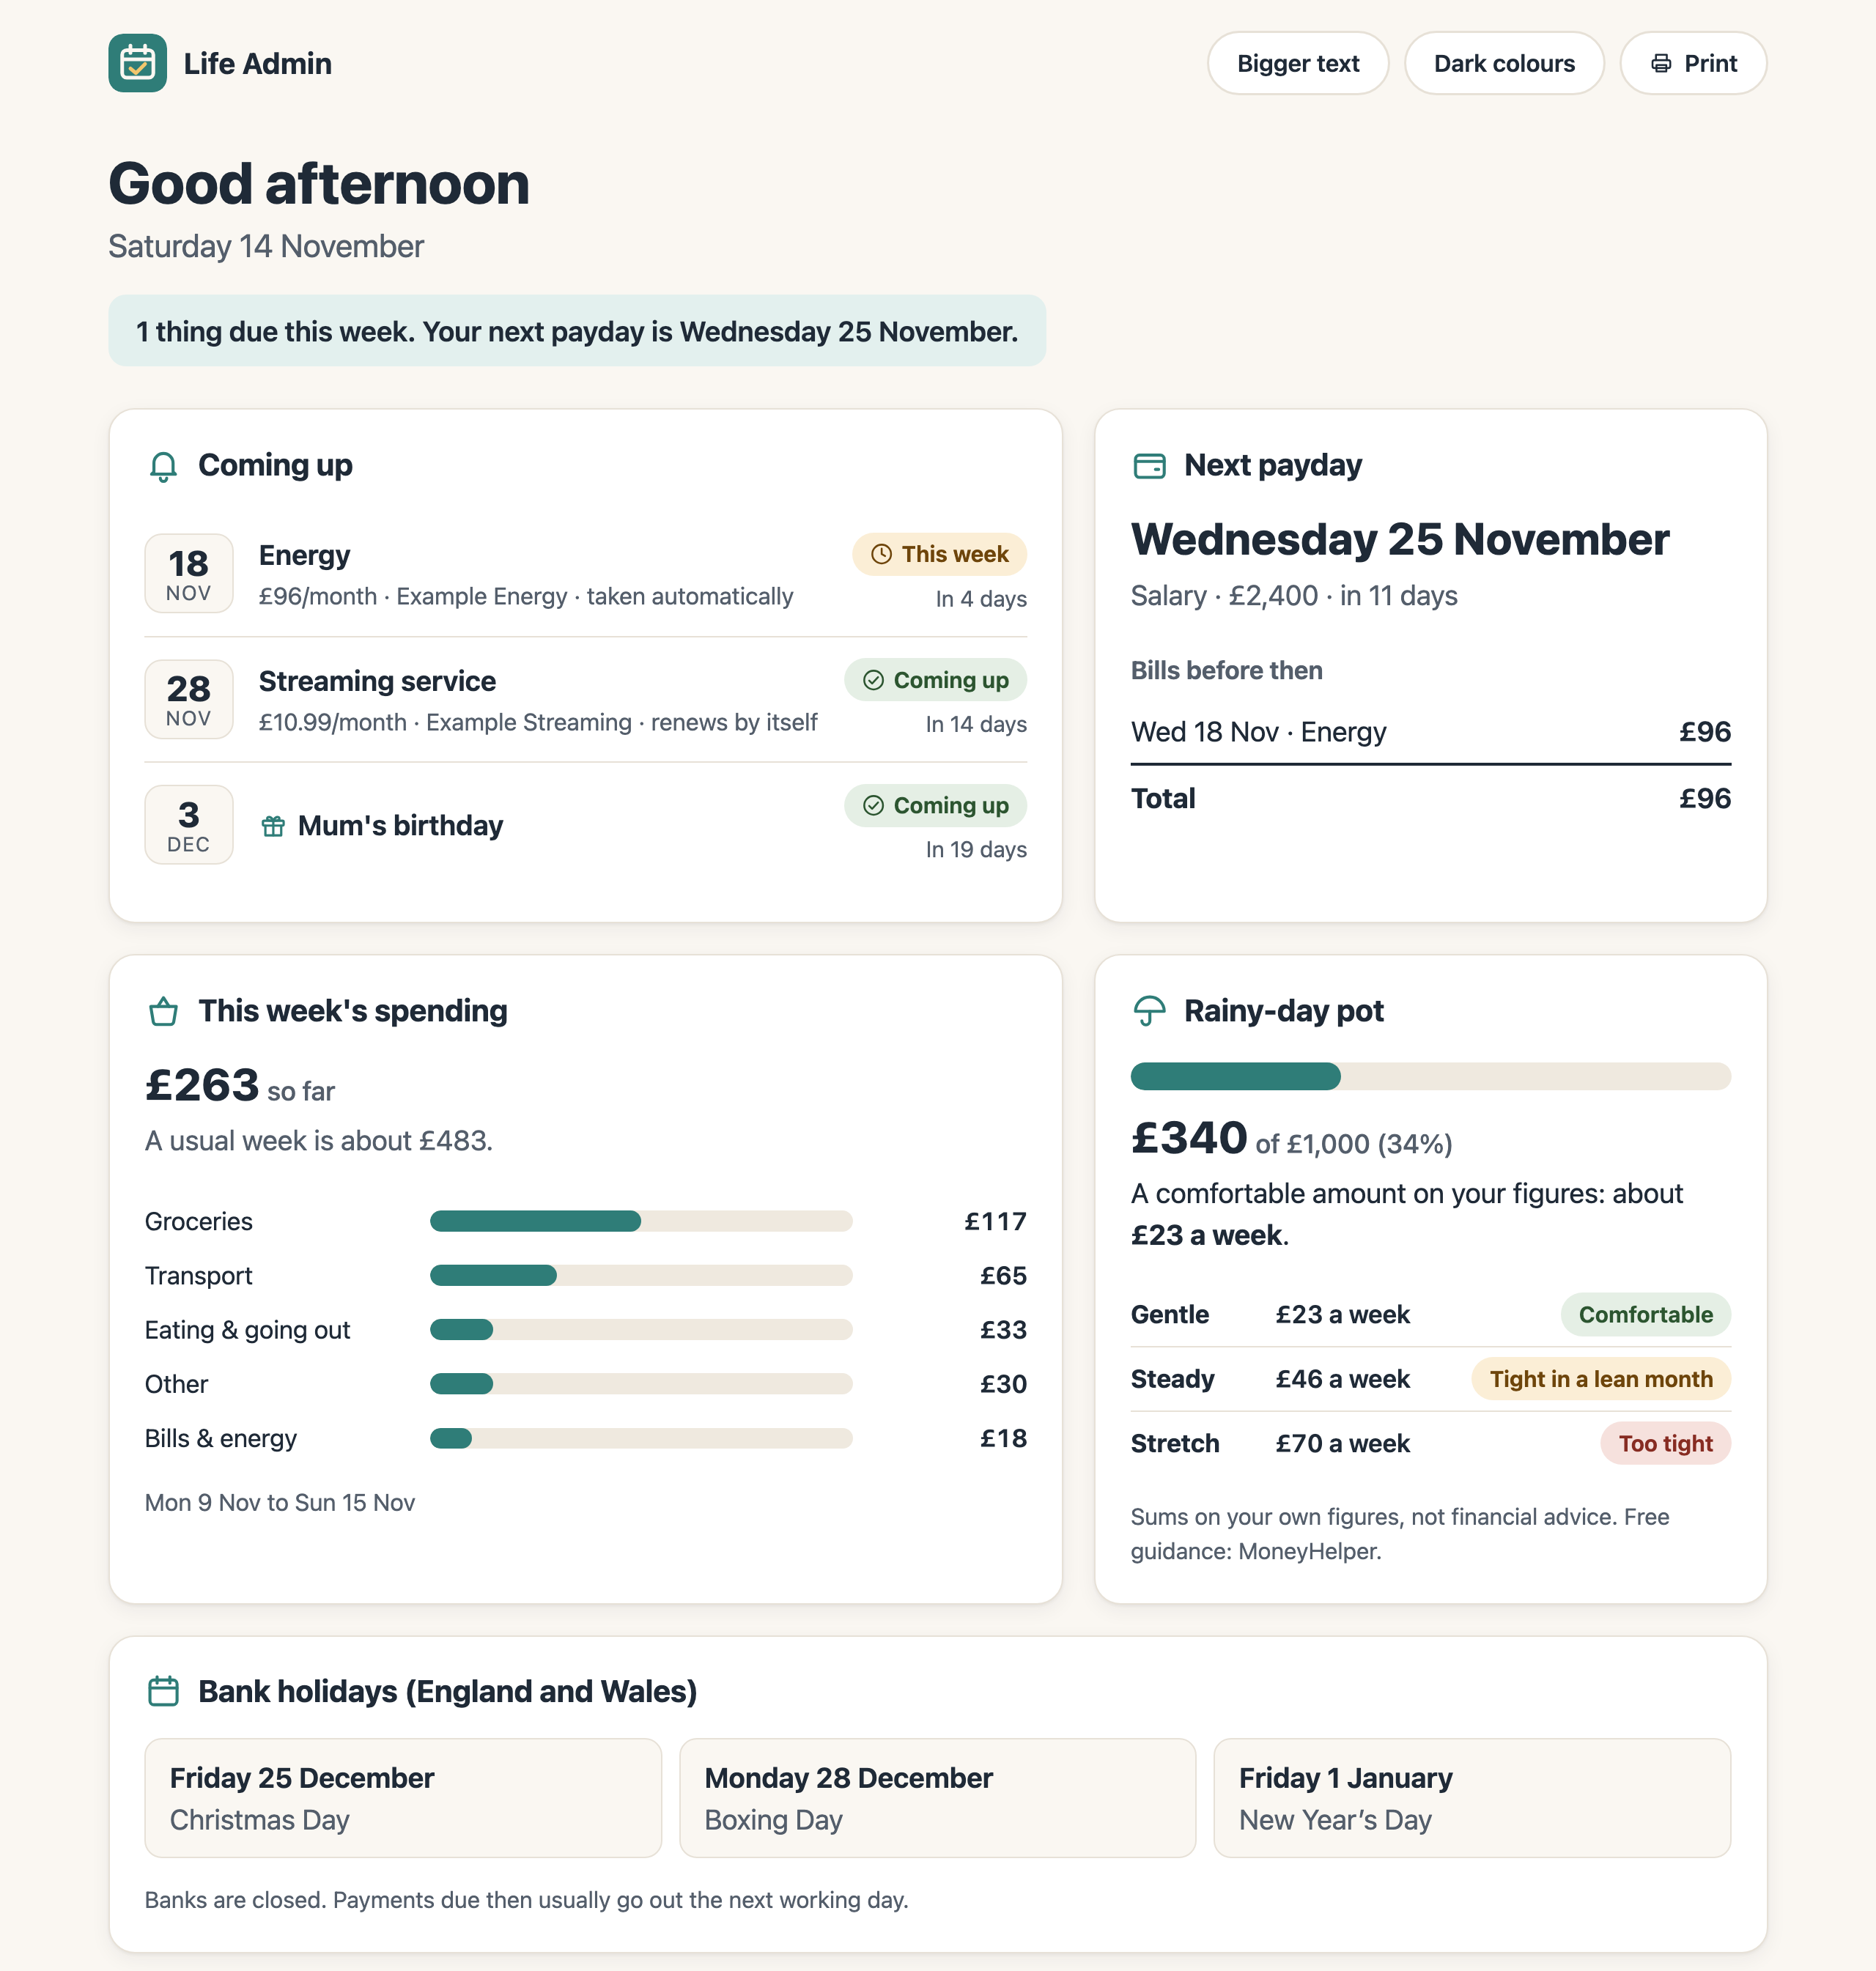 Life Admin
Bigger text
Dark colours
Print
Good afternoon
Saturday 14 November
1 thing due this week. Your next payday is Wednesday 25 November.
Coming up
18
NOV
Energy
£96/month · Example Energy · taken automatically
This week
In 4 days
28
NOV
Streaming service
£10.99/month · Example Streaming · renews by itself
Coming up
In 14 days
3
DEC
Mum's birthday
Coming up
In 19 days
Next payday
Wednesday 25 November
Salary · £2,400 · in 11 days
Bills before then
Wed 18 Nov · Energy £96
Total £96
This week's spending
£263 so far
A usual week is about £483.
Groceries £117
Transport £65
Eating & going out £33
Other £30
Bills & energy £18
Mon 9 Nov to Sun 15 Nov
Rainy-day pot
£340 of £1,000 (34%)
A comfortable amount on your figures: about
£23 a week.
Gentle £23 a week Comfortable
Steady £46 a week Tight in a lean month
Stretch £70 a week Too tight
Sums on your own figures, not financial advice. Free
guidance: MoneyHelper.
Bank holidays (England and Wales)
Friday 25 December
Christmas Day
Monday 28 December
Boxing Day
Friday 1 January
New Year’s Day
Banks are closed. Payments due then usually go out the next working day.